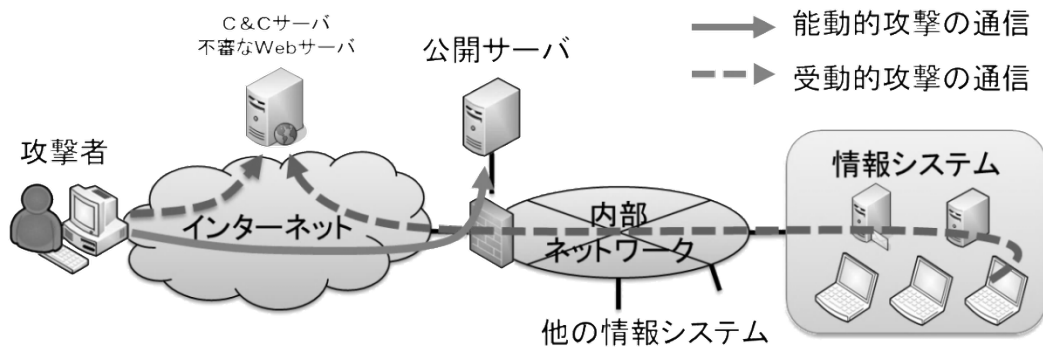 C&Cサーバ
不審なWebサーバ
公開サーバ
能動的攻撃の通信
受動的攻撃の通信
攻撃者
インターネット
内部
ネットワーク
情報システム
他の情報システム